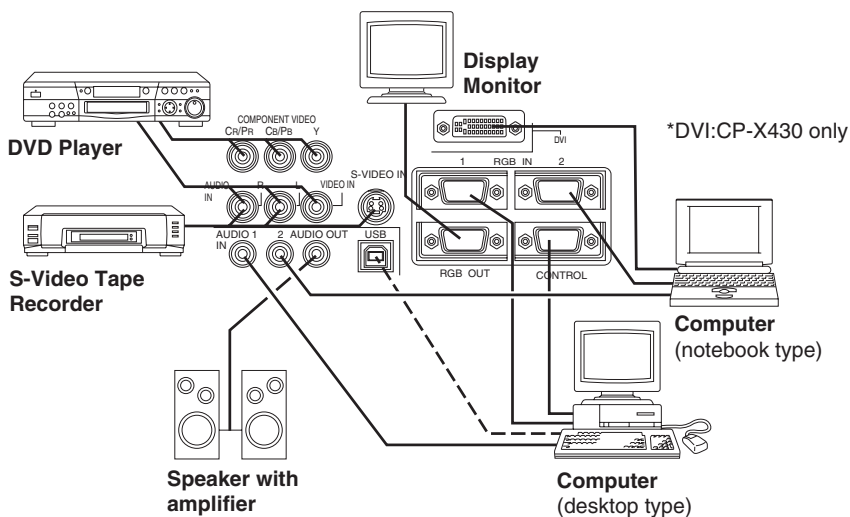 Display
Monitor
COMPONENT VIDEO
CR/PR CB/PB Y
DVD Player
DVI
*DVI:CP-X430 only
1 RGB IN 2
S-VIDEO IN
AUDIO IN R L VIDEO IN
AUDIO 1 2 AUDIO OUT USB
IN
RGB OUT CONTROL
S-Video Tape
Recorder
Computer
(notebook type)
Speaker with
amplifier
Computer
(desktop type)